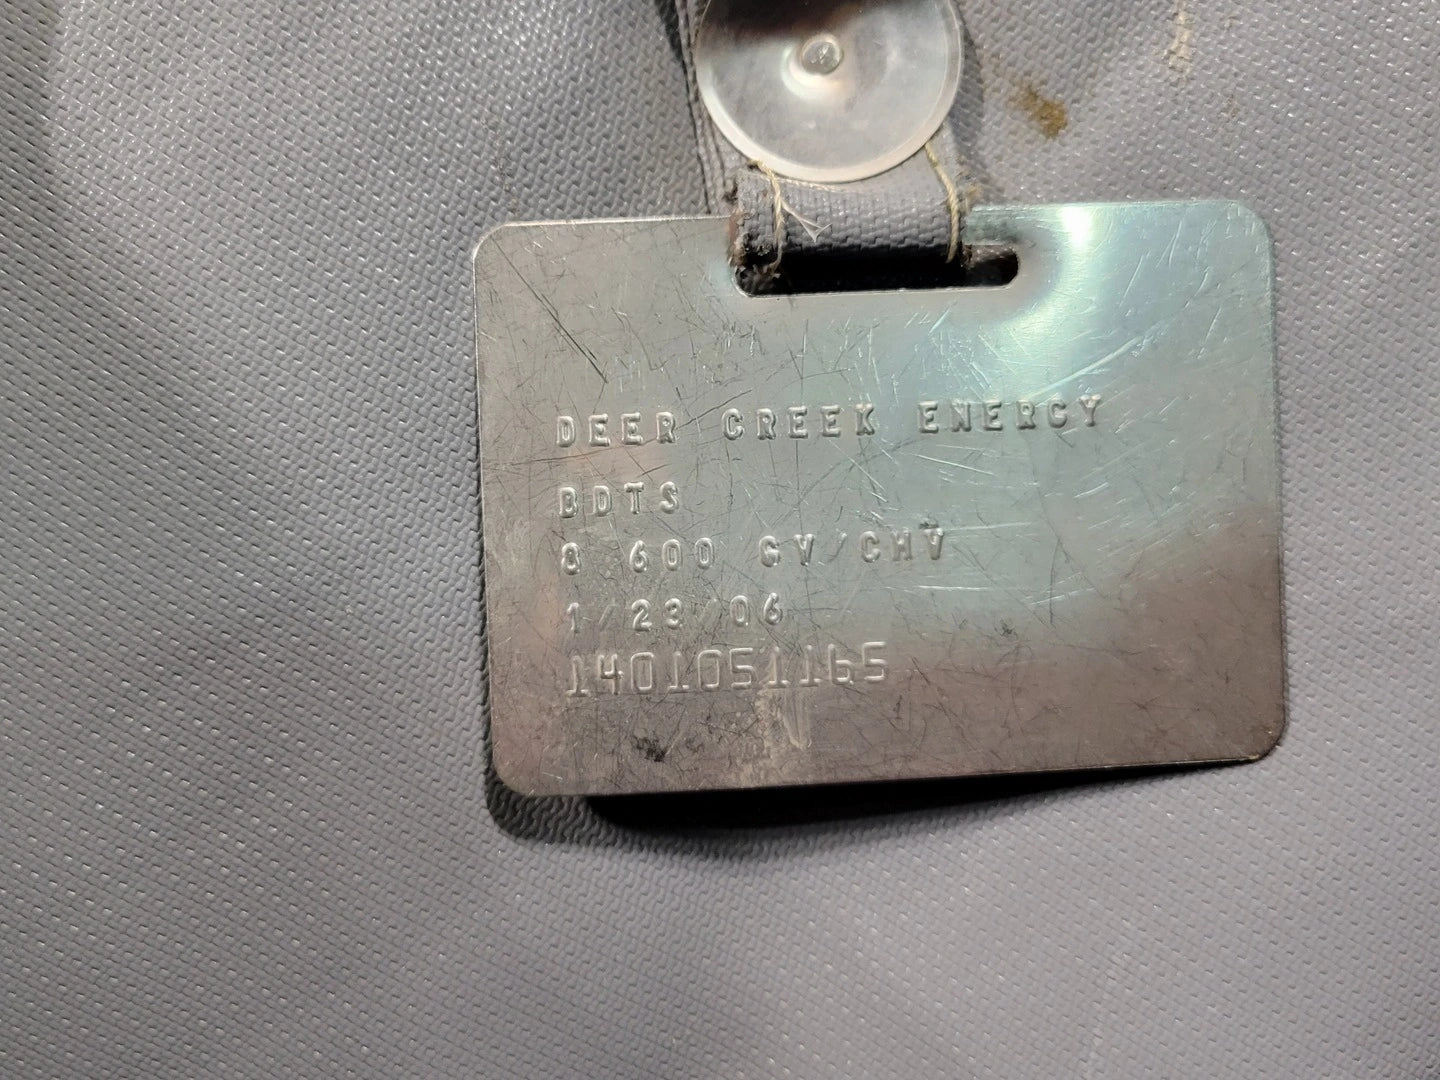 DEER CREEK ENERGY
BDTS
8 600 GV/CHV
1/23/06
1401051165